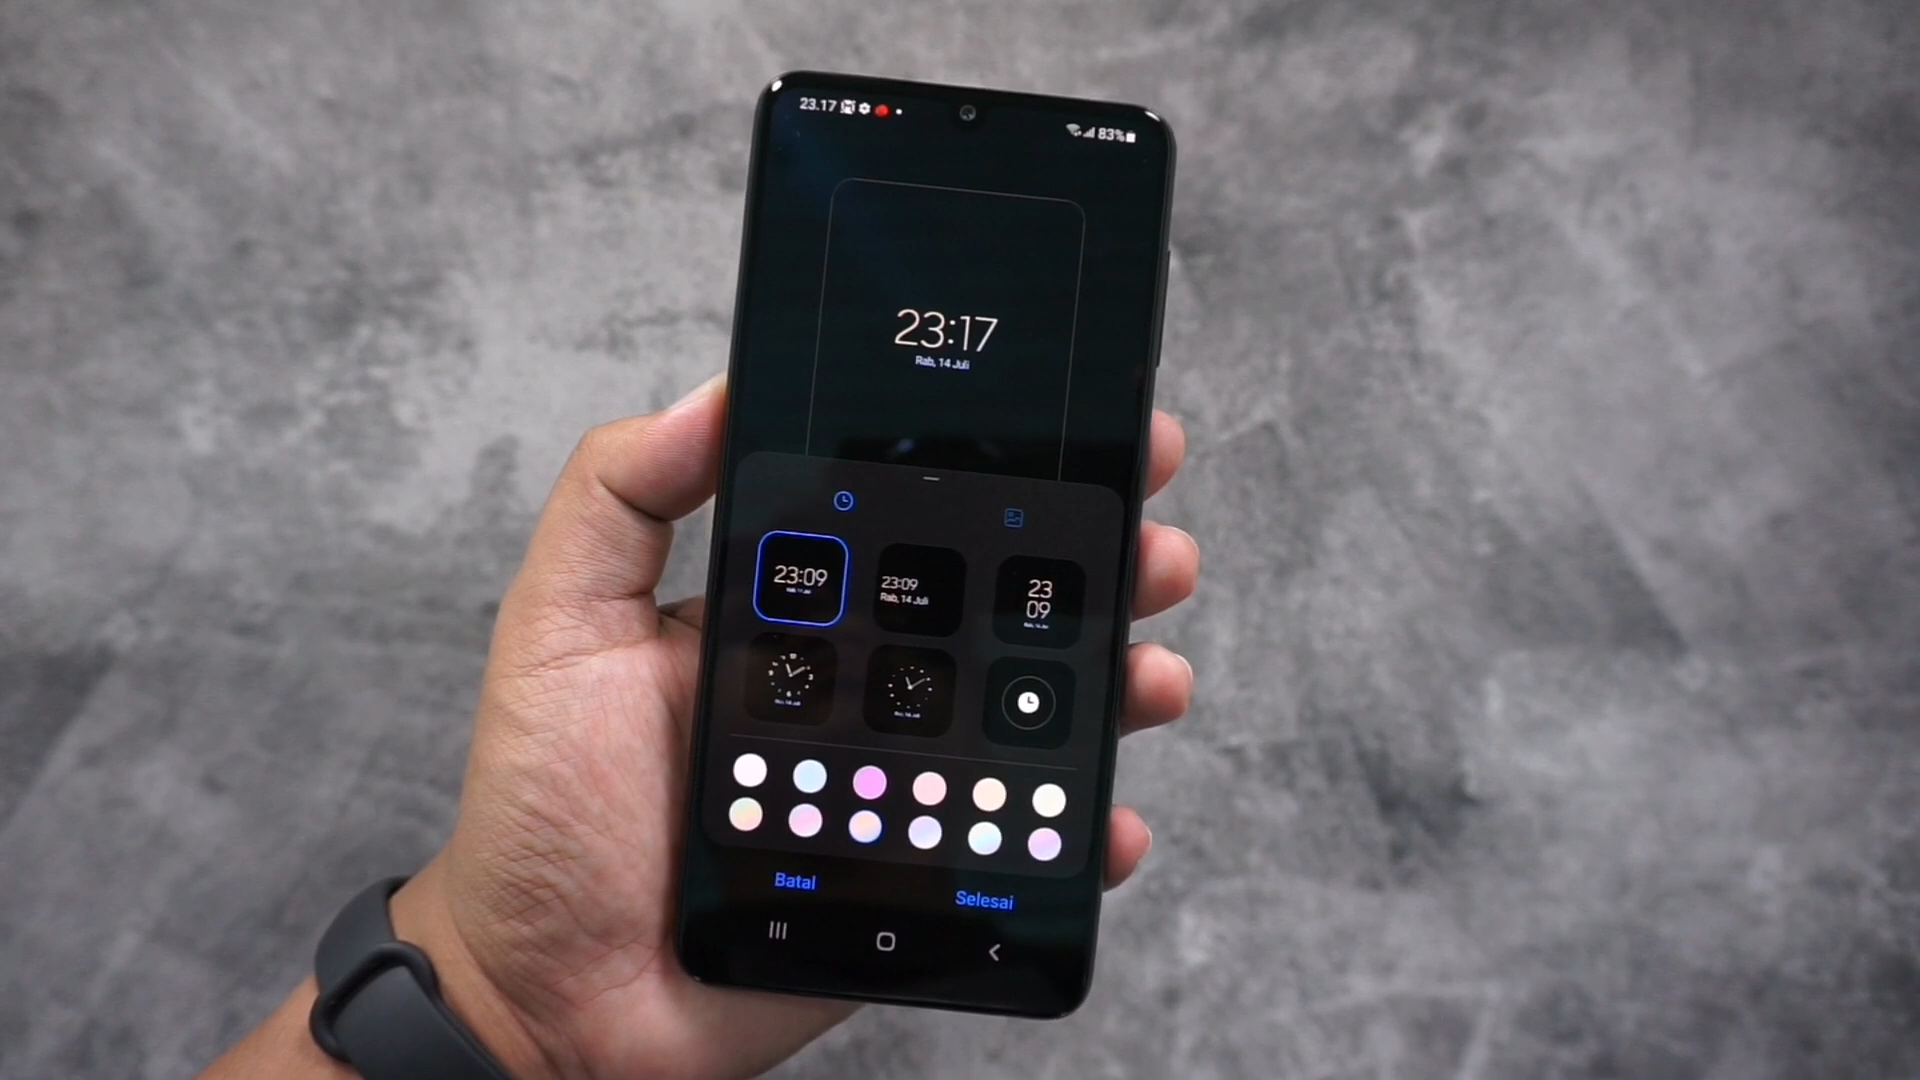 23.17
83%
23:17
Rab, 14 Juli
23:09
23:09
Rab, 14 Juli
23
09
Batal
Selesai